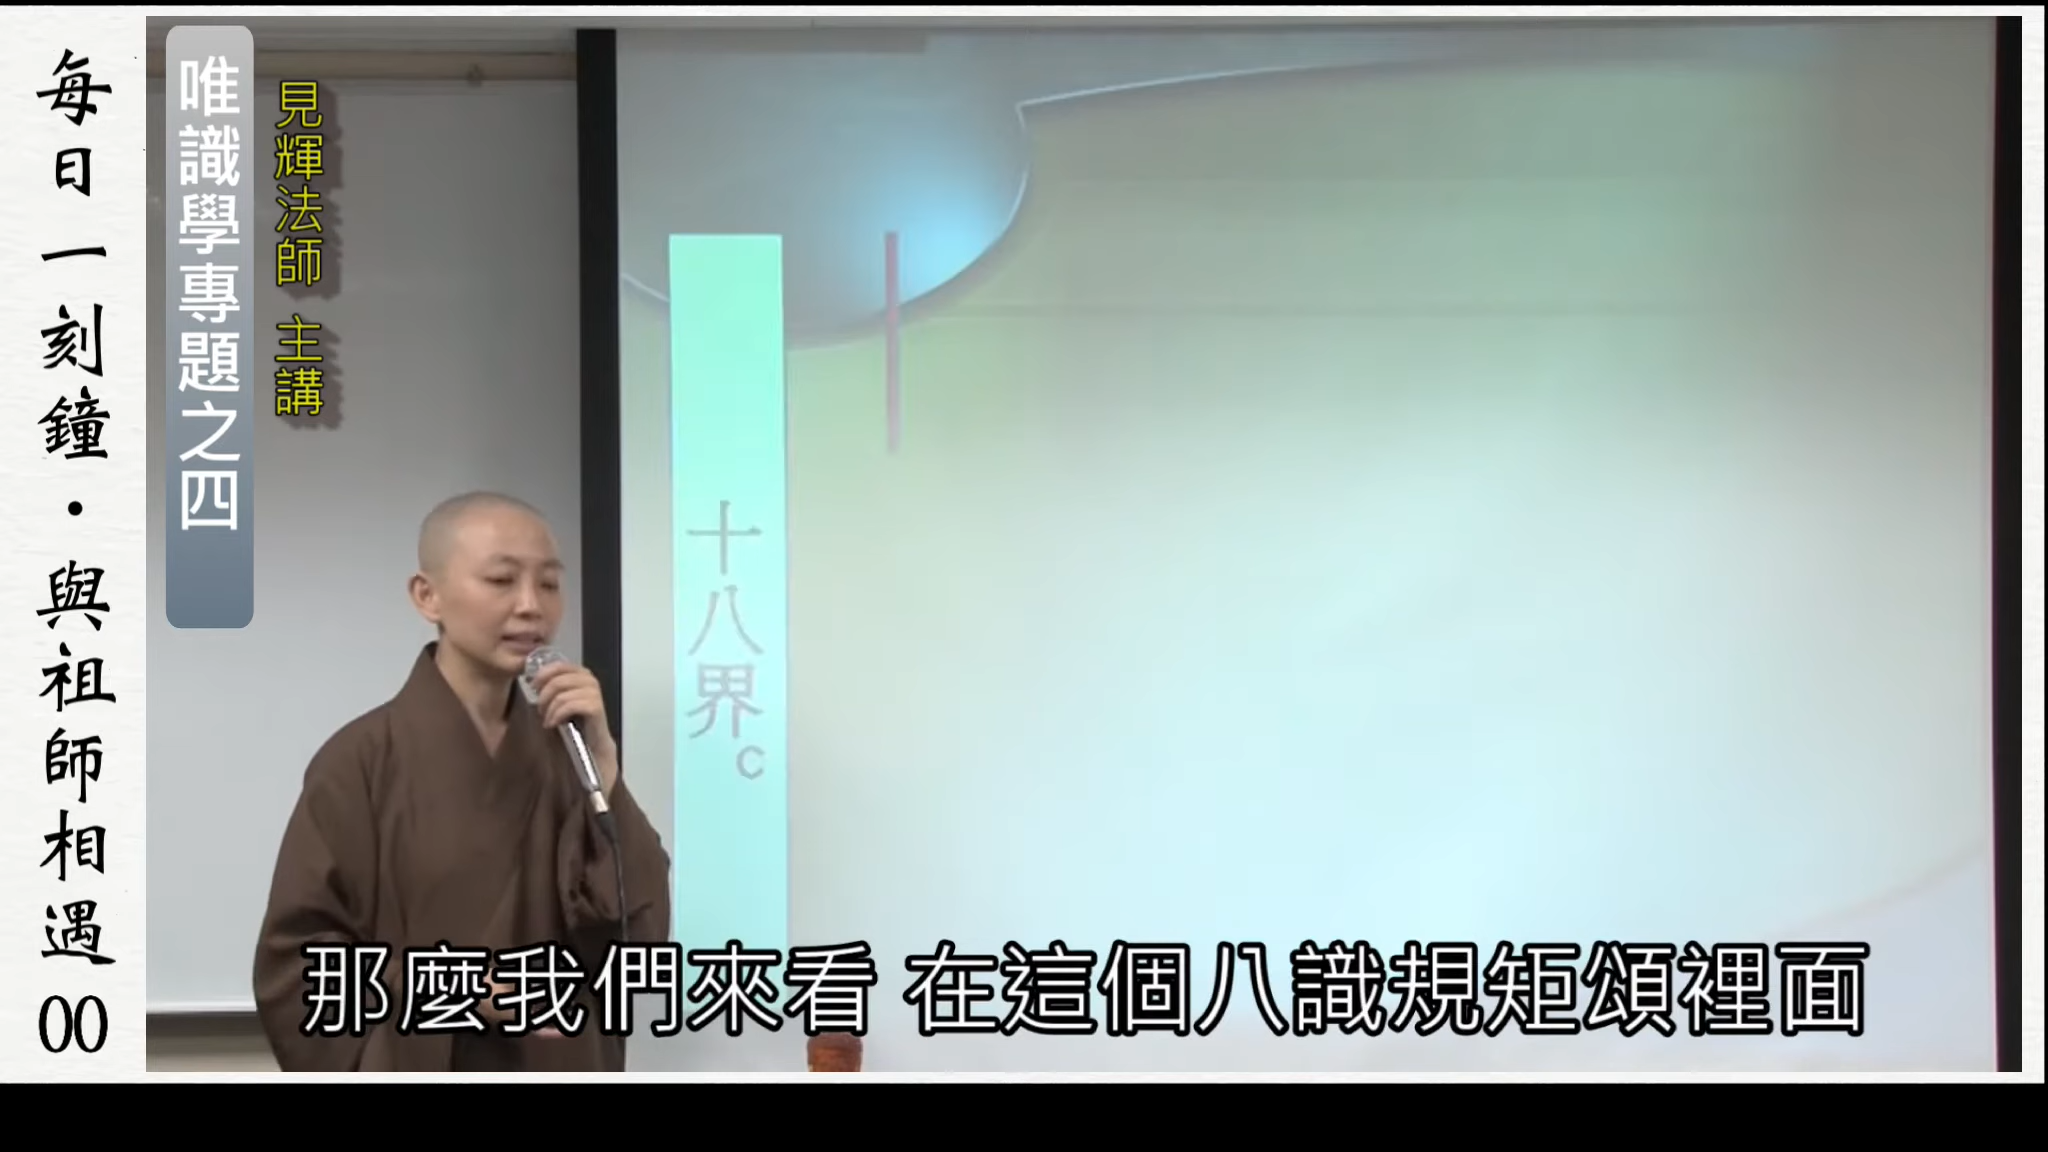 每日一刻鐘·與祖師相遇00
唯識學專題之四
見輝法師 主講
十八界。
那麼我們來看 在這個八識規矩頌裡面